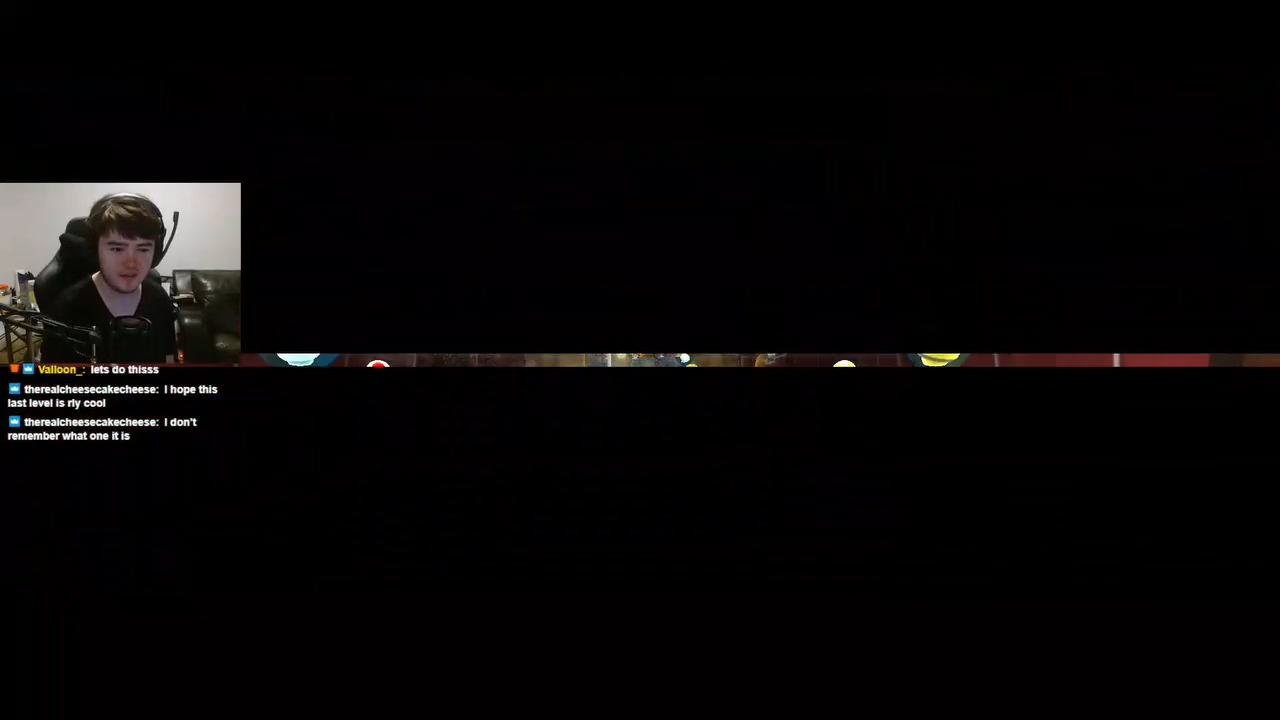 Valloon_: lets do thisss
therealcheesecakecheese: I hope this
last level is rly cool
therealcheesecakecheese: I don't
remember what one it is